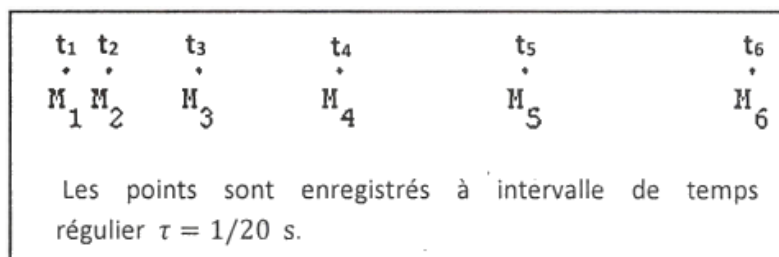 t₁ t₂ t₃ t₄ t₅ t₆
M₁ M₂ M₃ M₄ M₅ M₆
Les points sont enregistrés à intervalle de temps
régulier τ = 1/20 s.